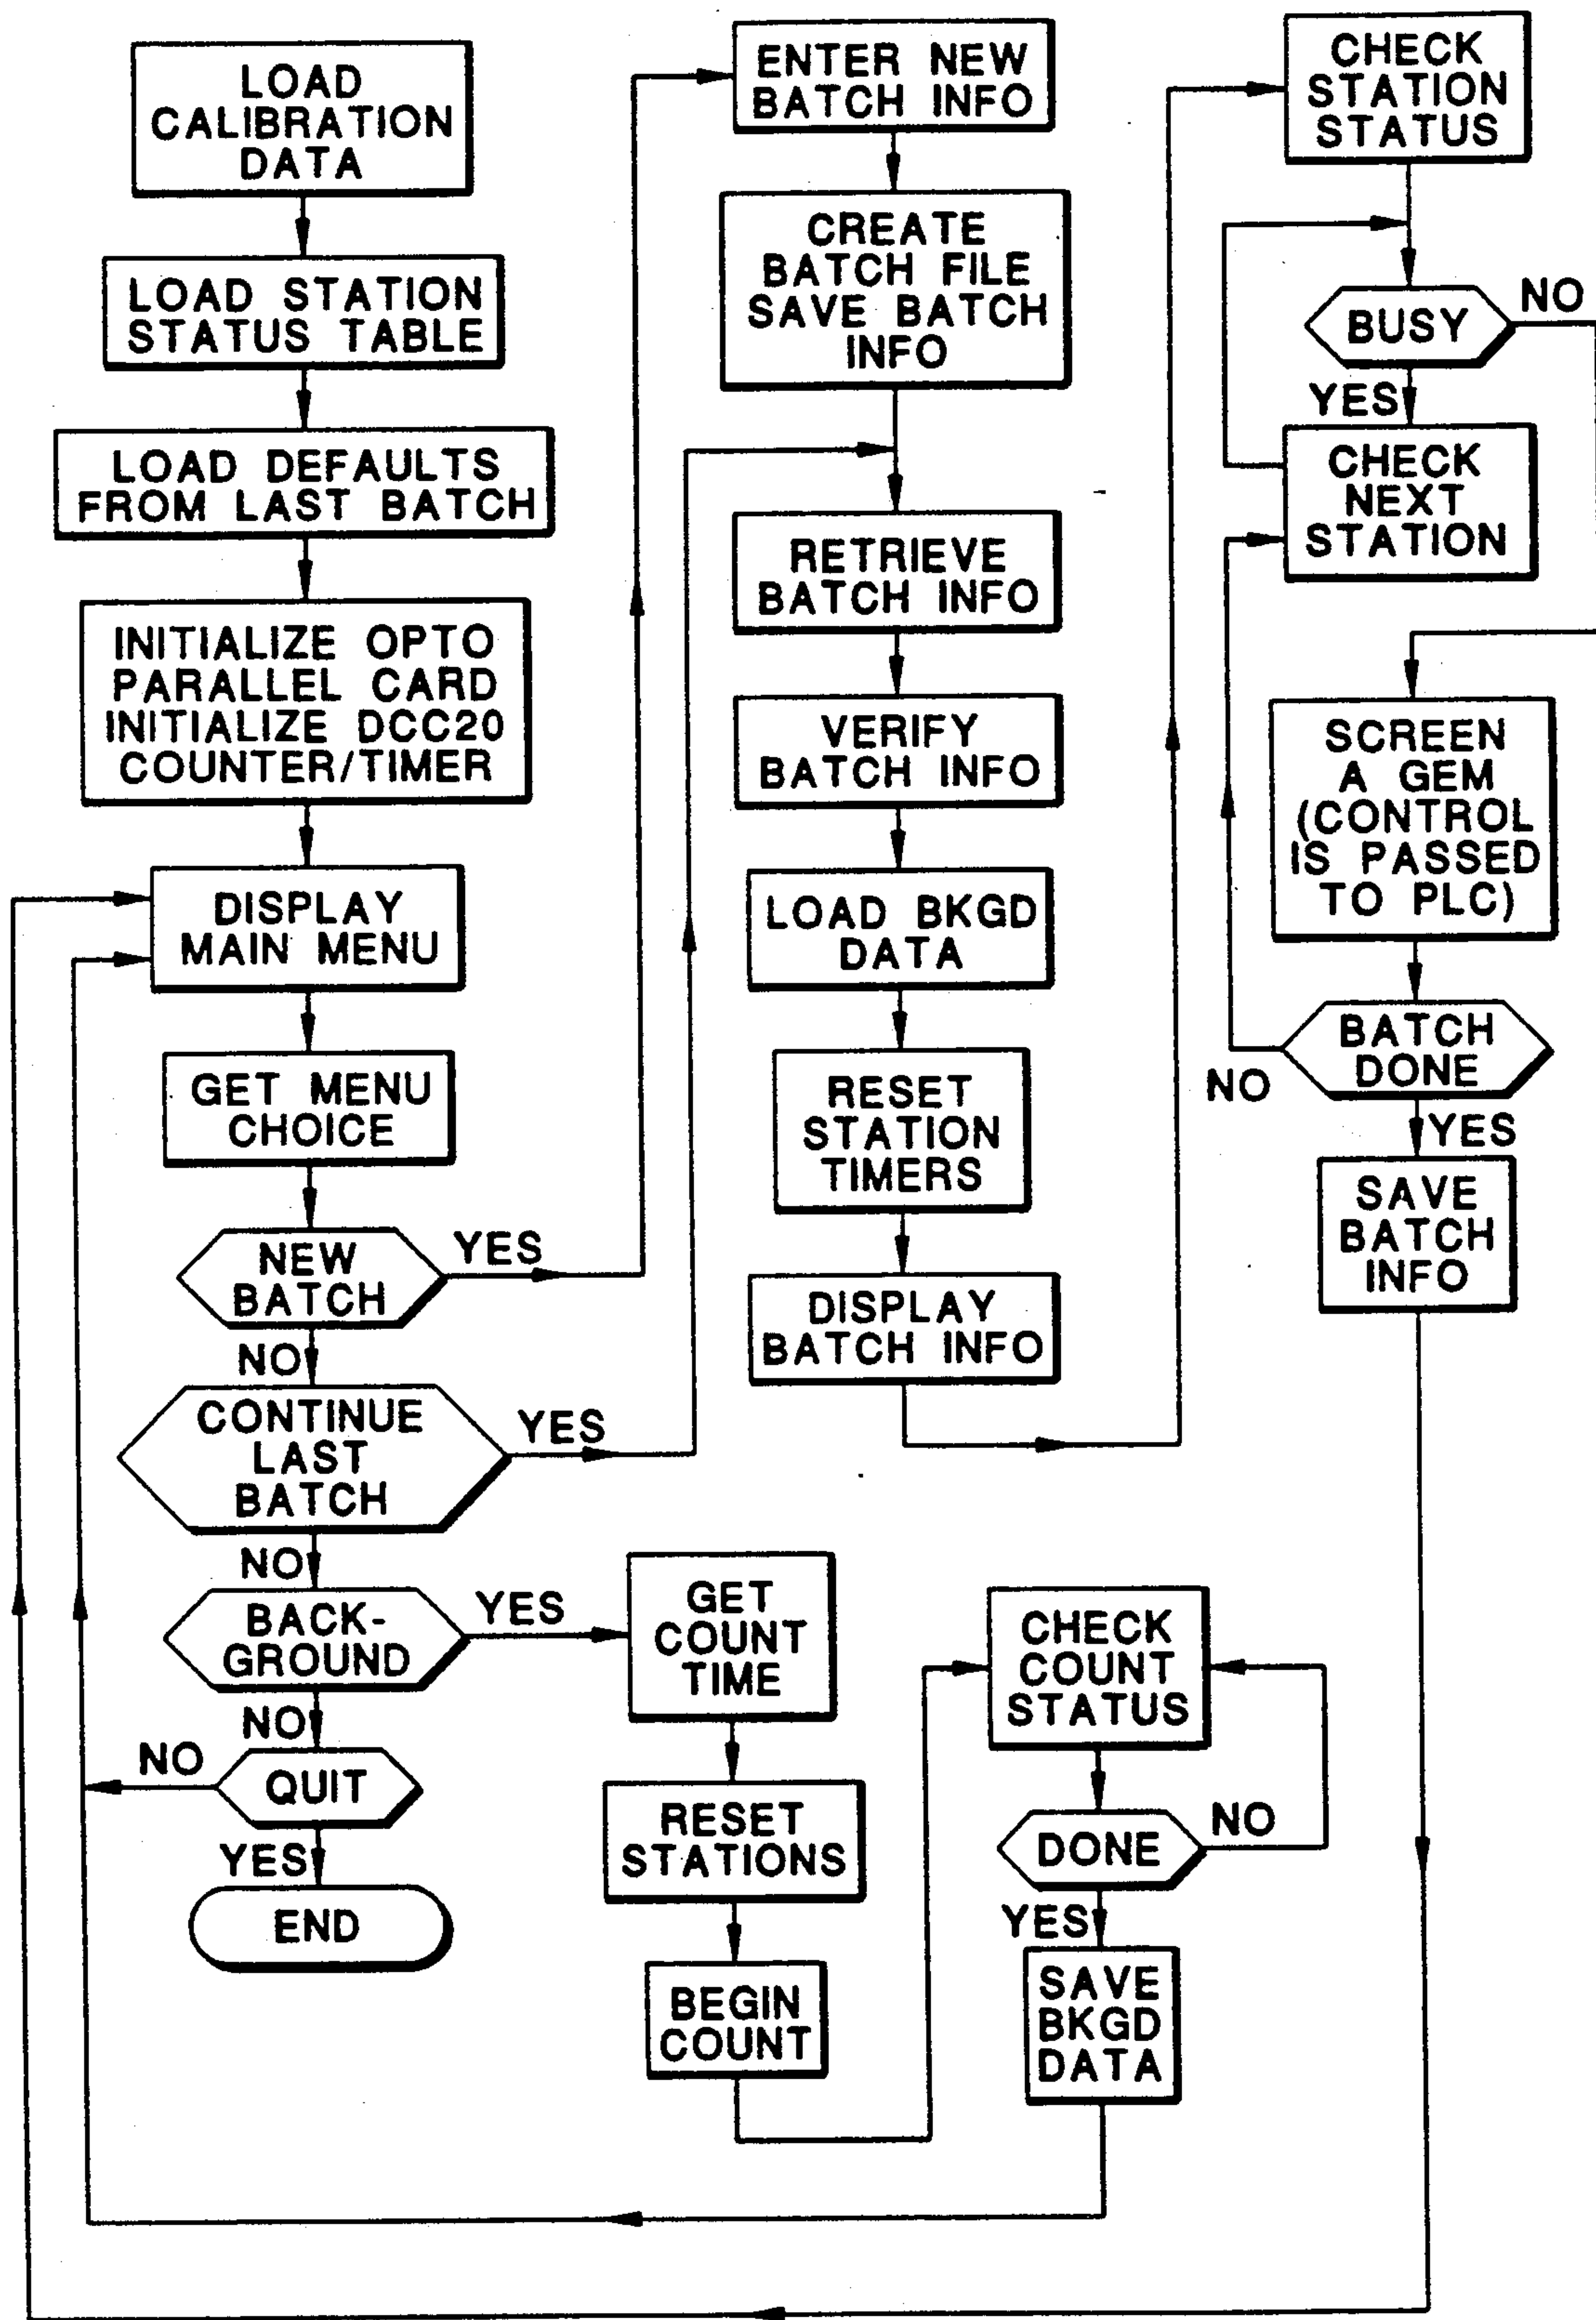 LOAD
CALIBRATION
DATA
LOAD STATION
STATUS TABLE
LOAD DEFAULTS
FROM LAST BATCH
INITIALIZE OPTO
PARALLEL CARD
INITIALIZE DCC20
COUNTER/TIMER
DISPLAY
MAIN MENU
GET MENU
CHOICE
NEW
BATCH
YES
NO
CONTINUE
LAST
BATCH
YES
NO
BACK-
GROUND
YES
NO
QUIT
NO
YES
END
ENTER NEW
BATCH INFO
CREATE
BATCH FILE
SAVE BATCH
INFO
RETRIEVE
BATCH INFO
VERIFY
BATCH INFO
LOAD BKGD
DATA
RESET
STATION
TIMERS
DISPLAY
BATCH INFO
GET
COUNT
TIME
RESET
STATIONS
BEGIN
COUNT
CHECK
COUNT
STATUS
DONE
NO
YES
SAVE
BKGD
DATA
CHECK
STATION
STATUS
BUSY
NO
YES
CHECK
NEXT
STATION
SCREEN
A GEM
(CONTROL
IS PASSED
TO PLC)
BATCH
DONE
NO
YES
SAVE
BATCH
INFO